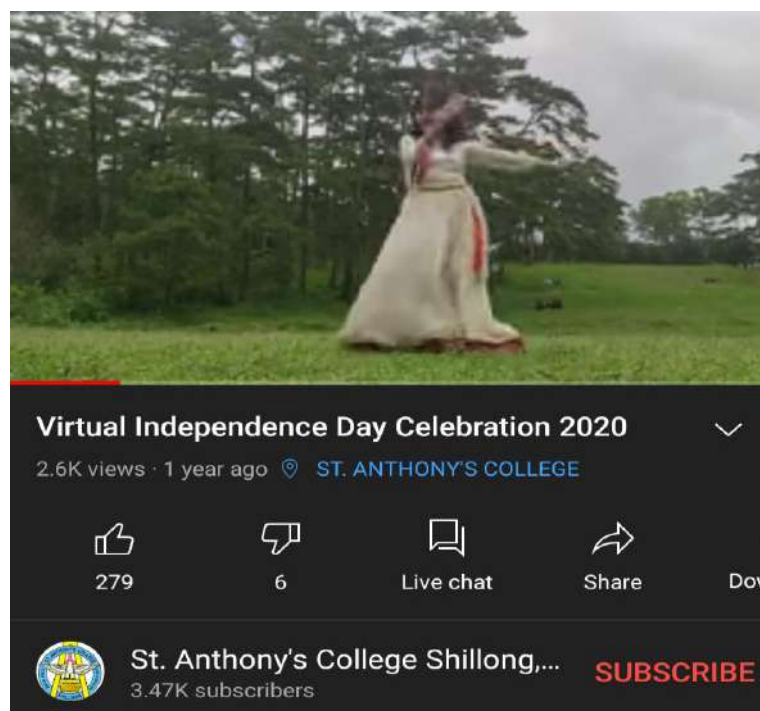 Virtual Independence Day Celebration 2020
2.6K views · 1 year ago ST. ANTHONY'S COLLEGE
279 6 Live chat Share
St. Anthony's College Shillong,... SUBSCRIBE
3.47K subscribers